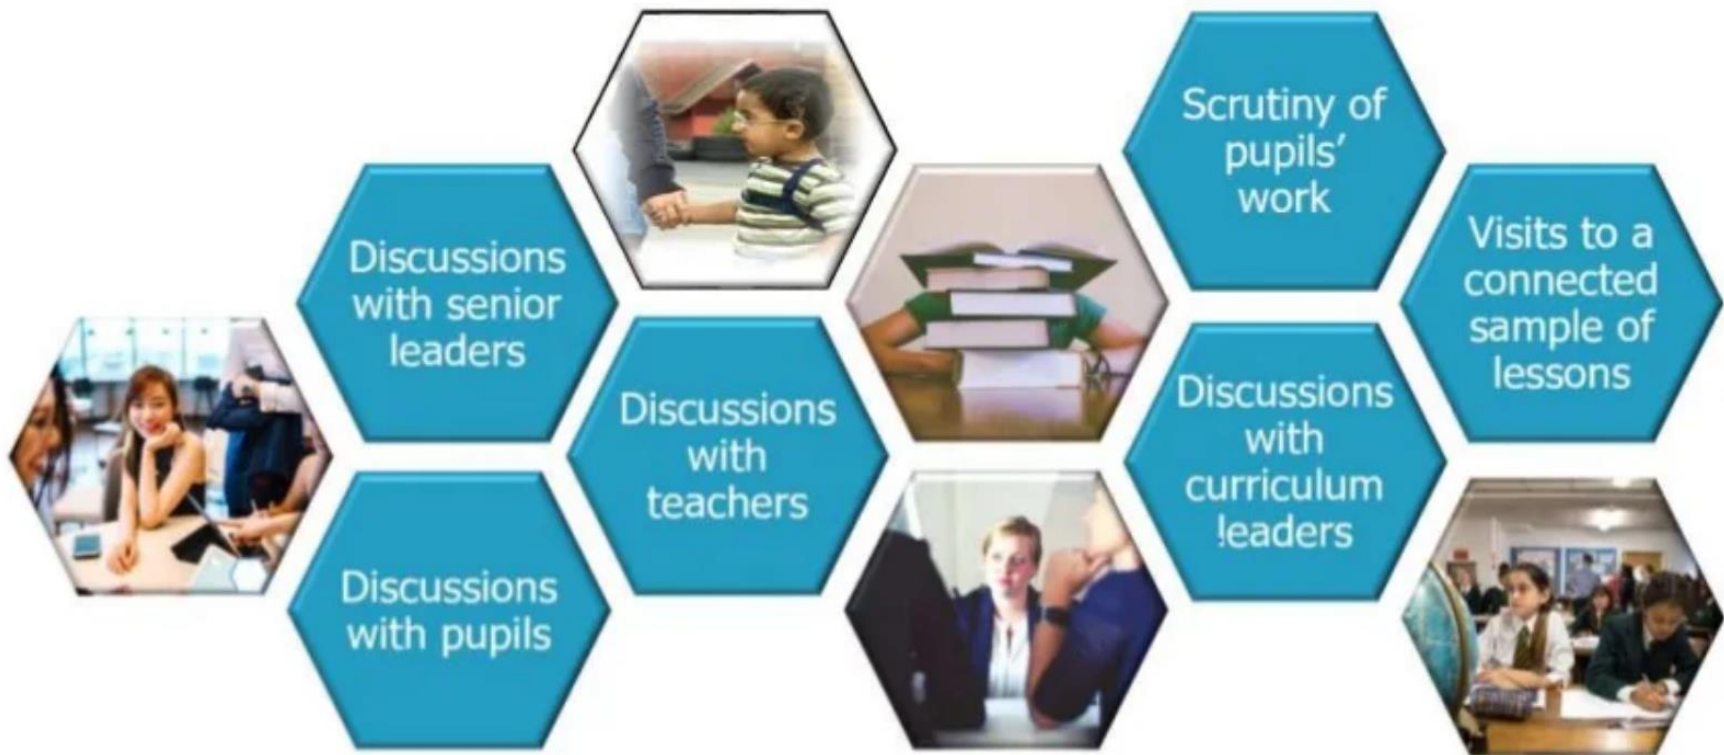 Discussions
with senior
leaders
Discussions
with pupils
Discussions
with
teachers
Scrutiny of
pupils'
work
Discussions
with
curriculum
leaders
Visits to a
connected
sample of
lessons